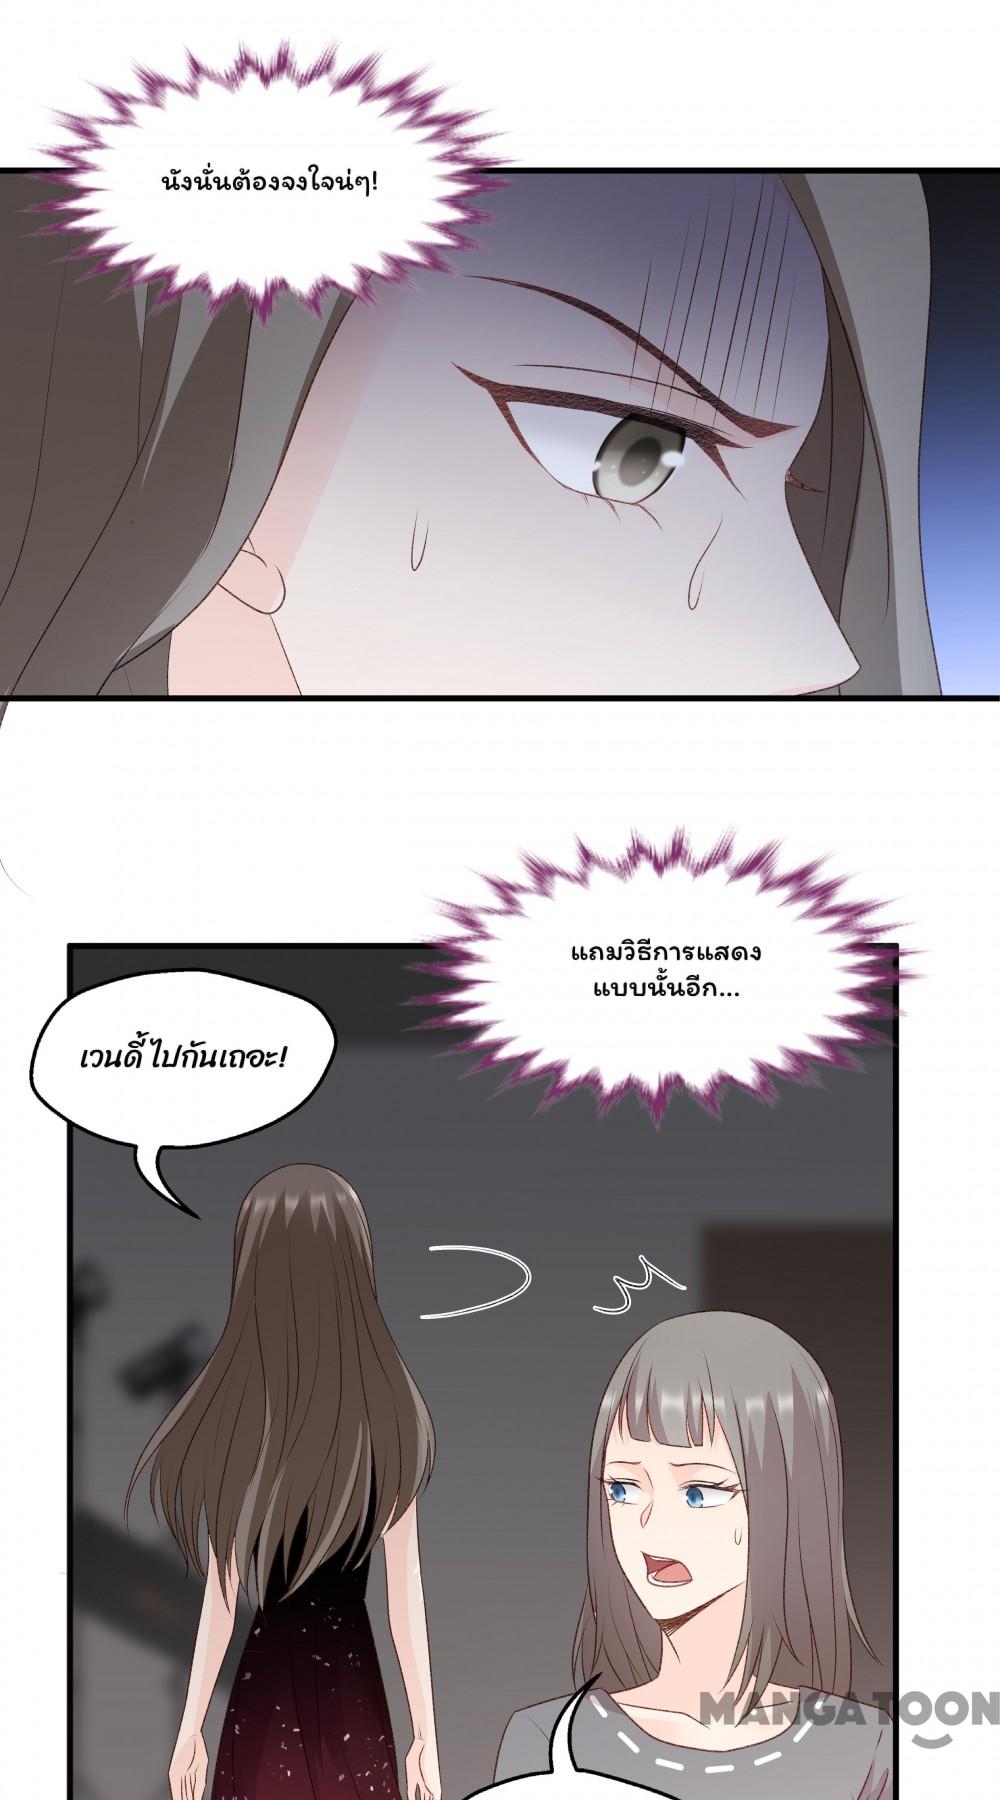 นังนั่นต้องจงใจน่ๆ!
แถมวิธีการแสดง
แบบนั้นอีก...
เวนดี้ ไปกันเถอะ!
MANGATOON